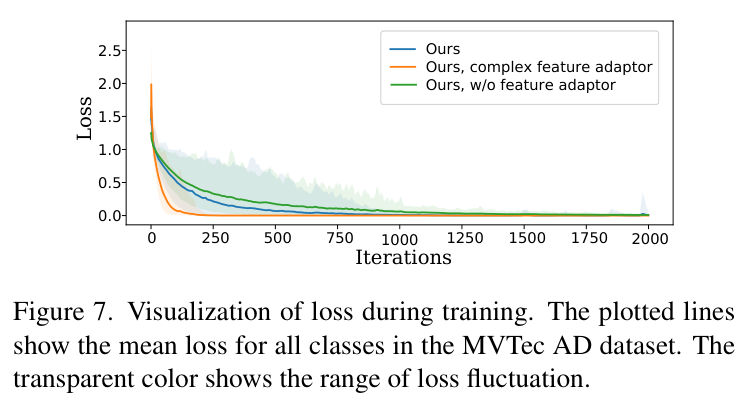 2.5
2.0
1.5
1.0
0.5
0.0
Loss
Ours
Ours, complex feature adaptor
Ours, w/o feature adaptor
0 250 500 750 1000 1250 1500 1750 2000
Iterations
Figure 7. Visualization of loss during training. The plotted lines
show the mean loss for all classes in the MVTec AD dataset. The
transparent color shows the range of loss fluctuation.